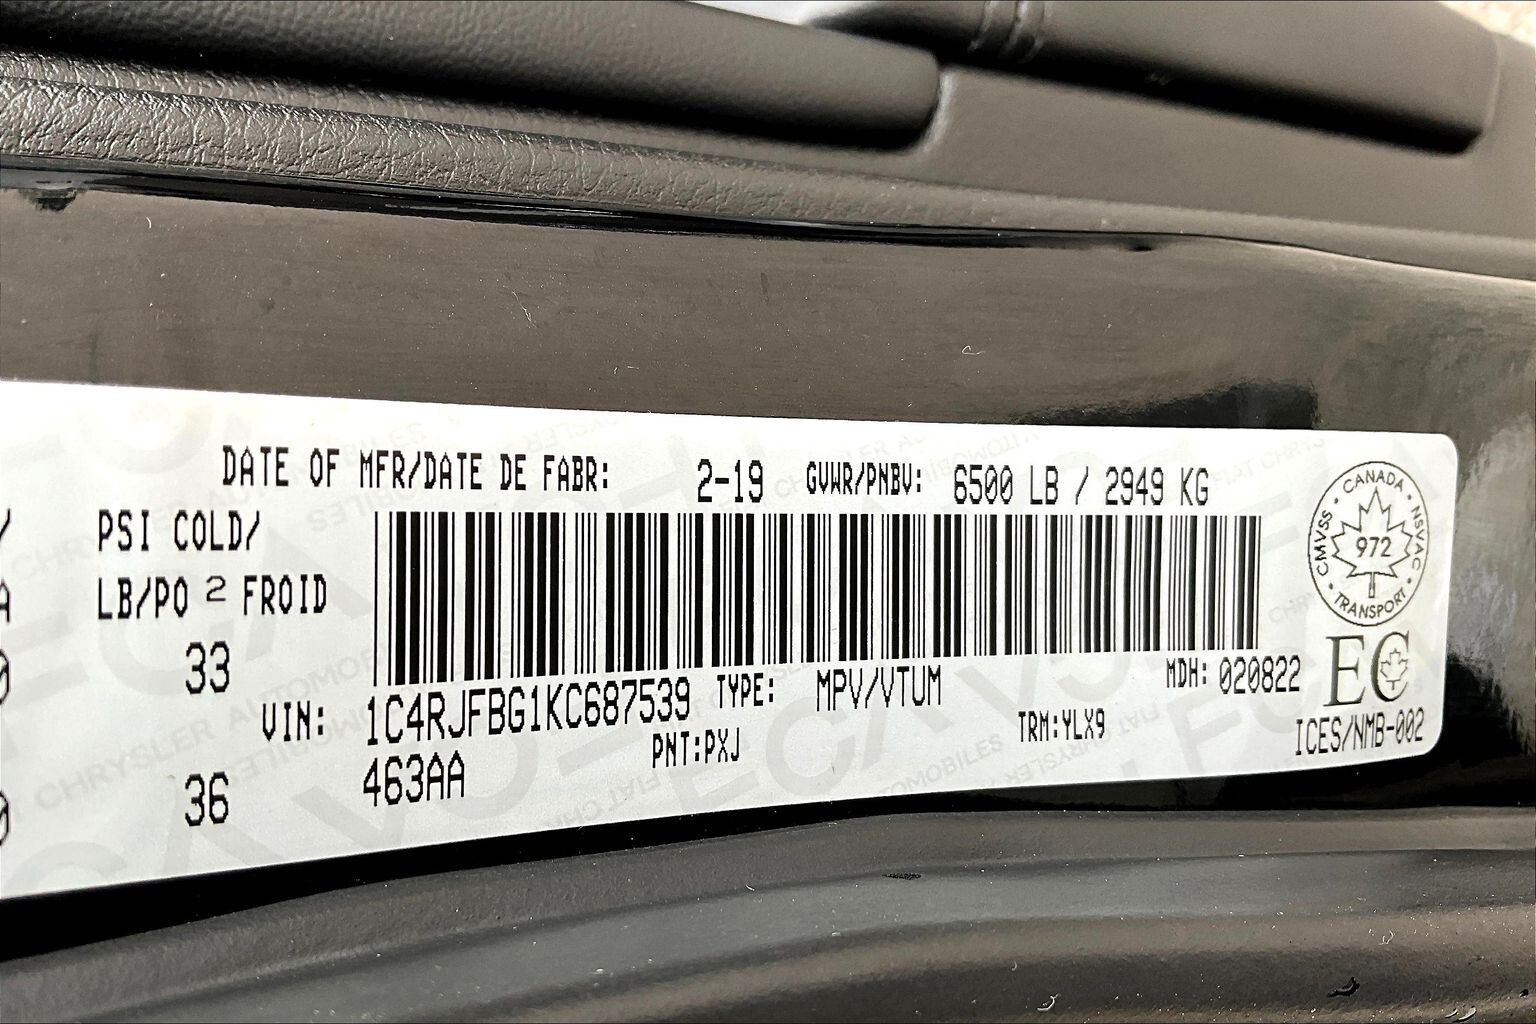 DATE OF MFR/DATE DE FABR: 2-19 GVWR/PNBV: 6500 LB / 2949 KG
PSI COLD/
LB/PO 2 FROID
33
36
VIN: 1C4RJFBG1KC687539 TYPE: MPV/VTUM MDH: 020822
463AA PNT:PXJ TRM:YLX9
CANADA
CMVSS NSVAC
972
TRANSPORT
EC
ICES/NMB-002